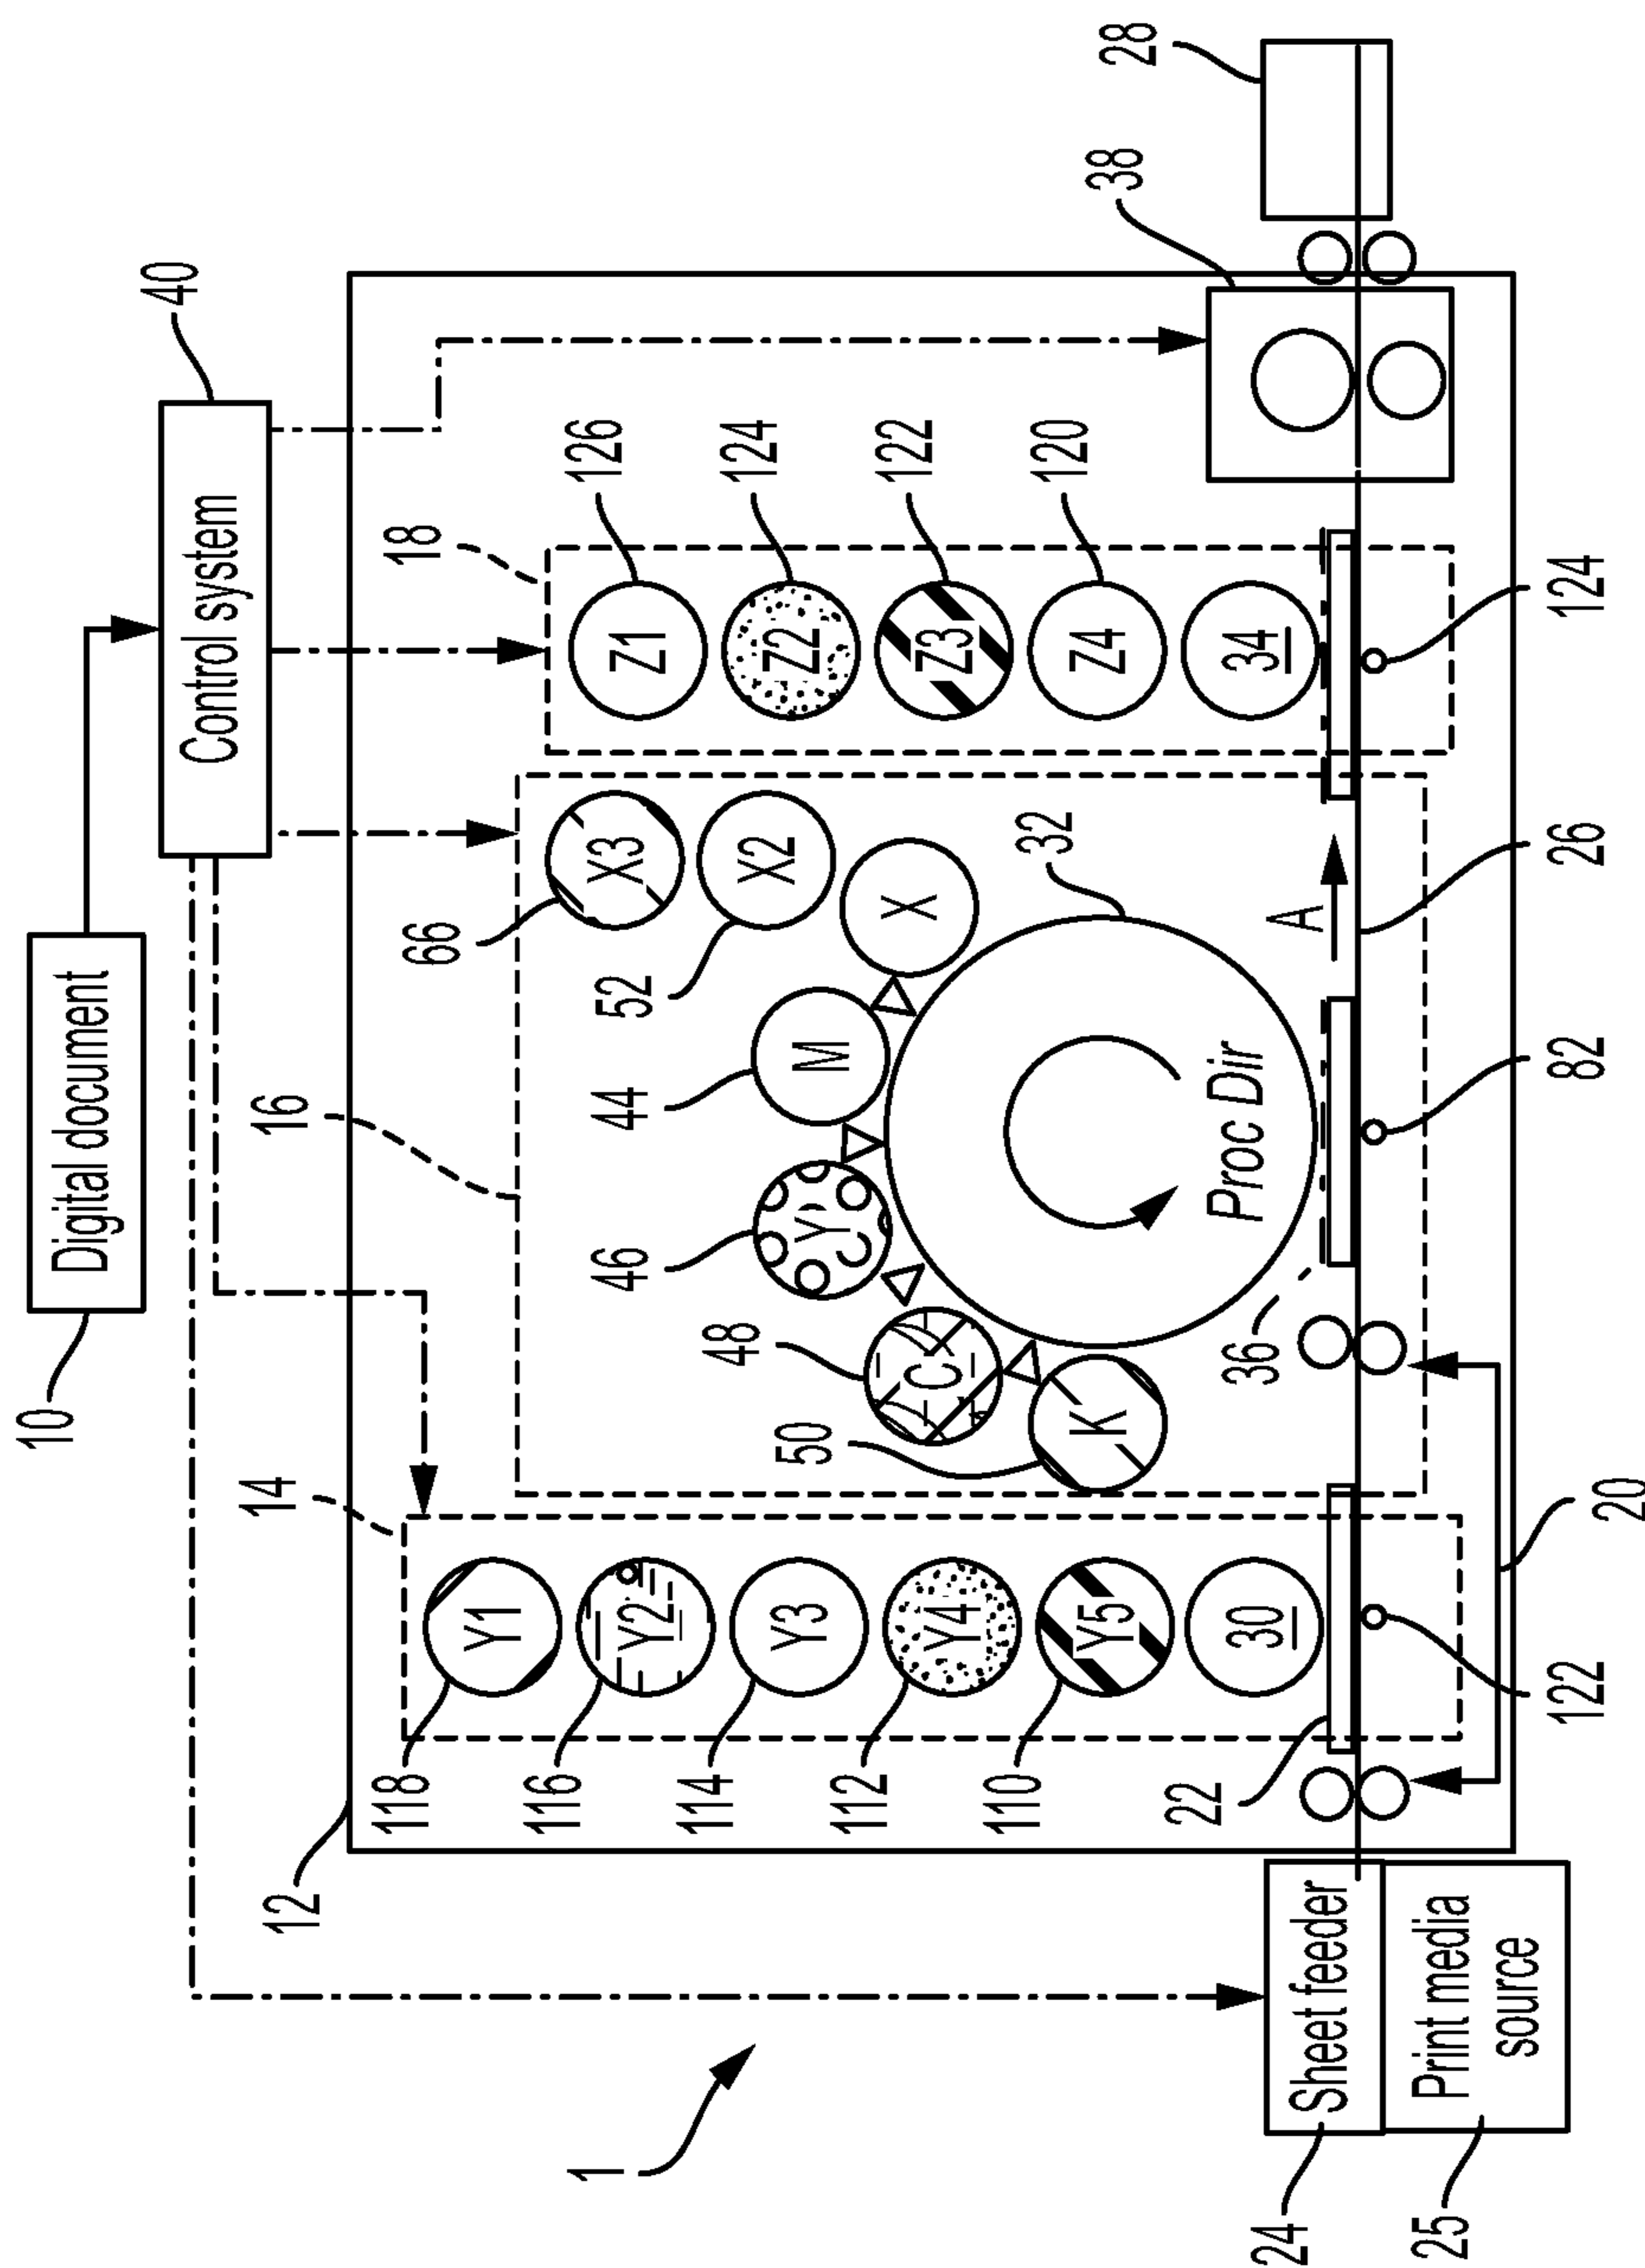 Digital document
10
Control system
40
12
14
16
18
118
Y1
116
Y2
114
Y3
112
Y4
110
Y5
30
22
50
K
48
C
46
Y
44
M
X
52
X2
66
X3
32
Proc Dir
36
A
Z1
126
Z2
124
Z3
122
Z4
120
34
38
28
1
24
Sheet feeder
25
Print media
source
122
20
82
26
124